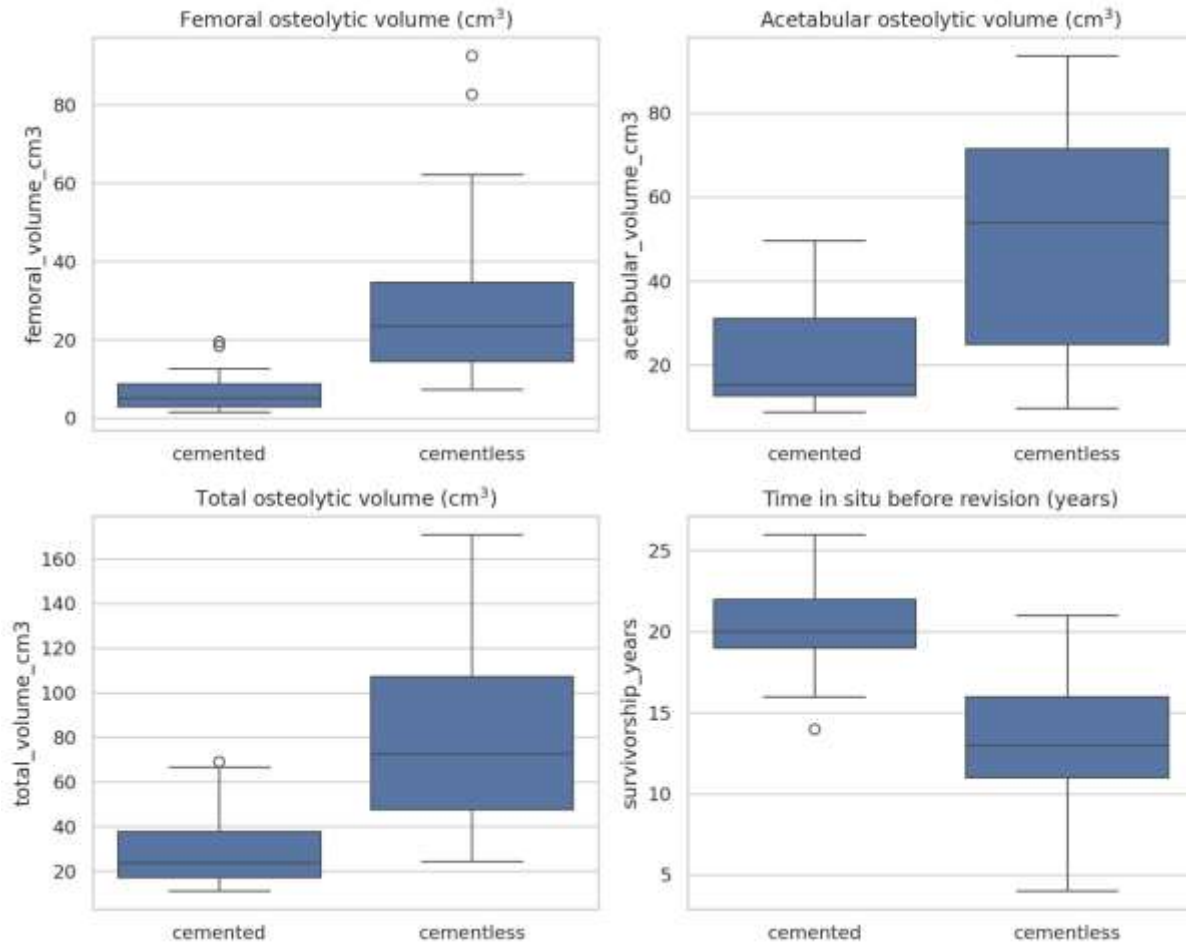 Femoral osteolytic volume (cm³)
femoral_volume_cm3
80
60
40
20
0
cemented
cementless
Acetabular osteolytic volume (cm³)
acetabular_volume_cm3
80
60
40
20
cemented
cementless
Total osteolytic volume (cm³)
total_volume_cm3
160
140
120
100
80
60
40
20
cemented
cementless
Time in situ before revision (years)
survivorship_years
25
20
15
10
5
cemented
cementless